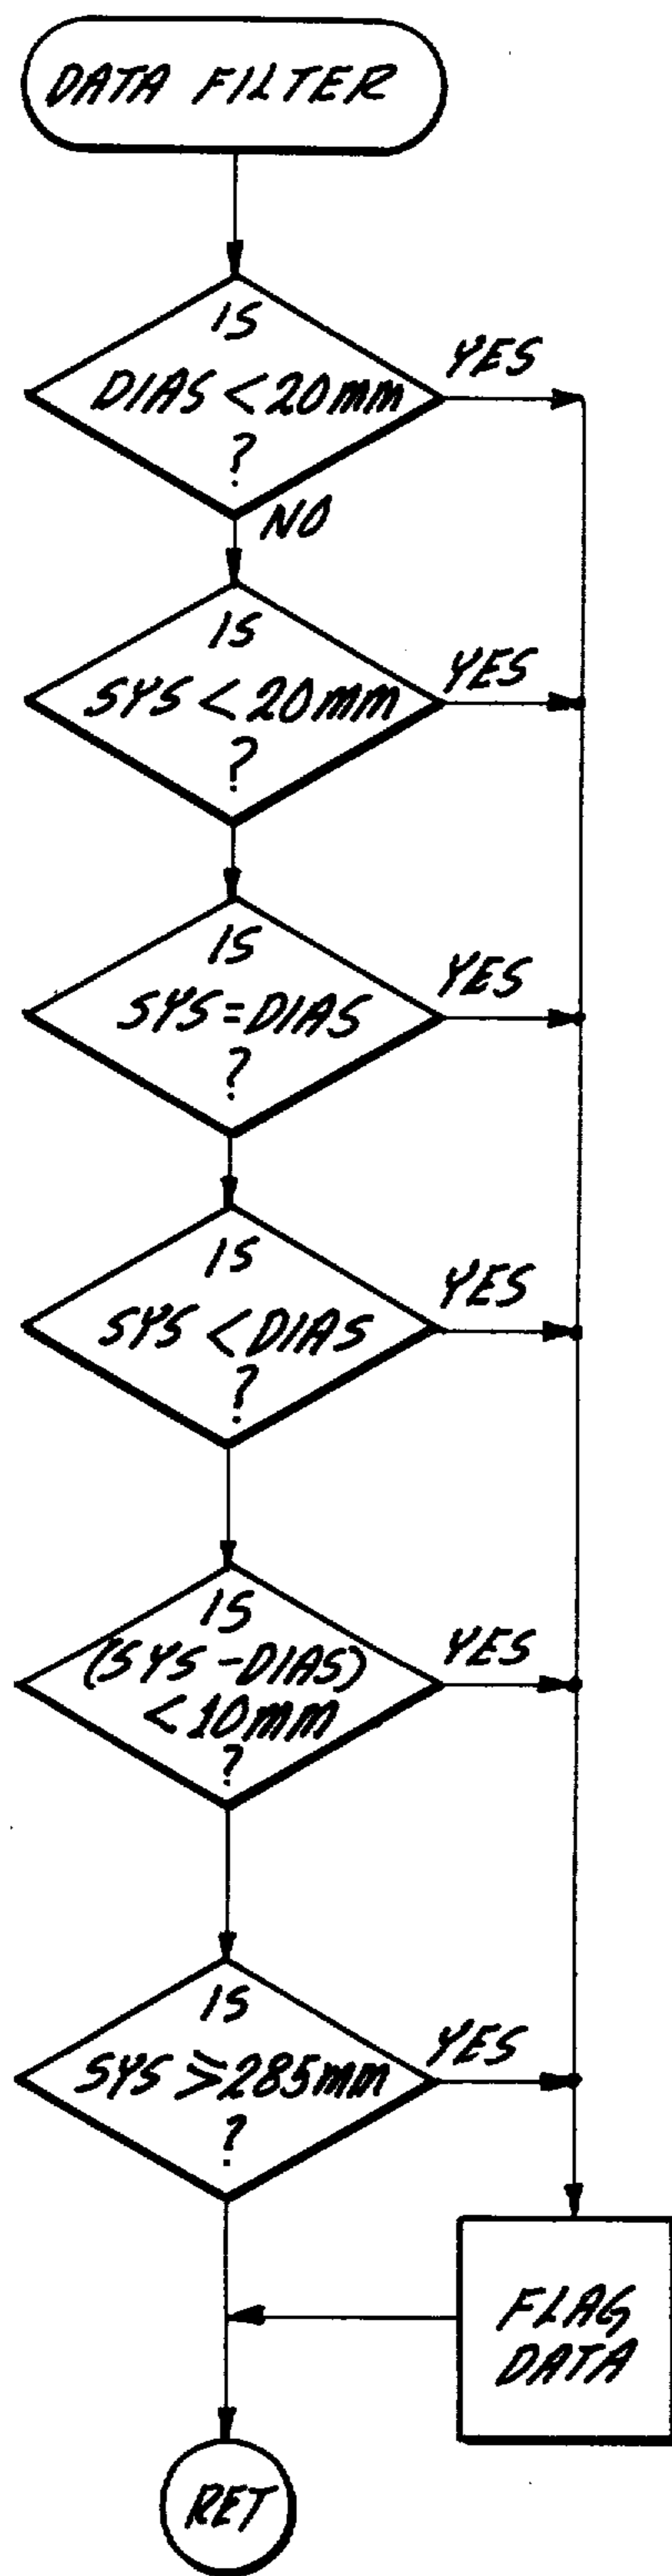 DATA FILTER
IS
DIAS < 20mm
?
YES
NO
IS
SYS < 20mm
?
YES
IS
SYS = DIAS
?
YES
IS
SYS < DIAS
?
YES
IS
(SYS - DIAS)
< 10mm
?
YES
IS
SYS ⩾ 285mm
?
YES
FLAG
DATA
RET